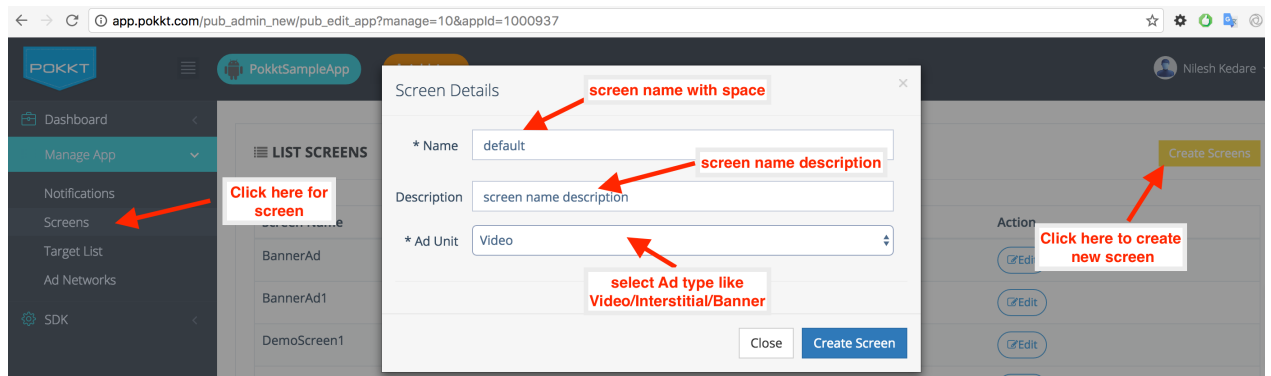 app.pokkt.com/pub_admin_new/pub_edit_app?manage=10&appId=1000937
POKKT
PokktSampleApp
Nilesh Kedare
Dashboard
Manage App
Notifications
Screens
Target List
Ad Networks
SDK
Click here for
screen
LIST SCREENS
Create Screens
Screen Name
Action
BannerAd
Edit
BannerAd1
Edit
DemoScreen1
Edit
Screen Details
×
screen name with space
* Name
default
screen name description
Description
screen name description
* Ad Unit
Video
select Ad type like
Video/Interstitial/Banner
Close
Create Screen
Click here to create
new screen